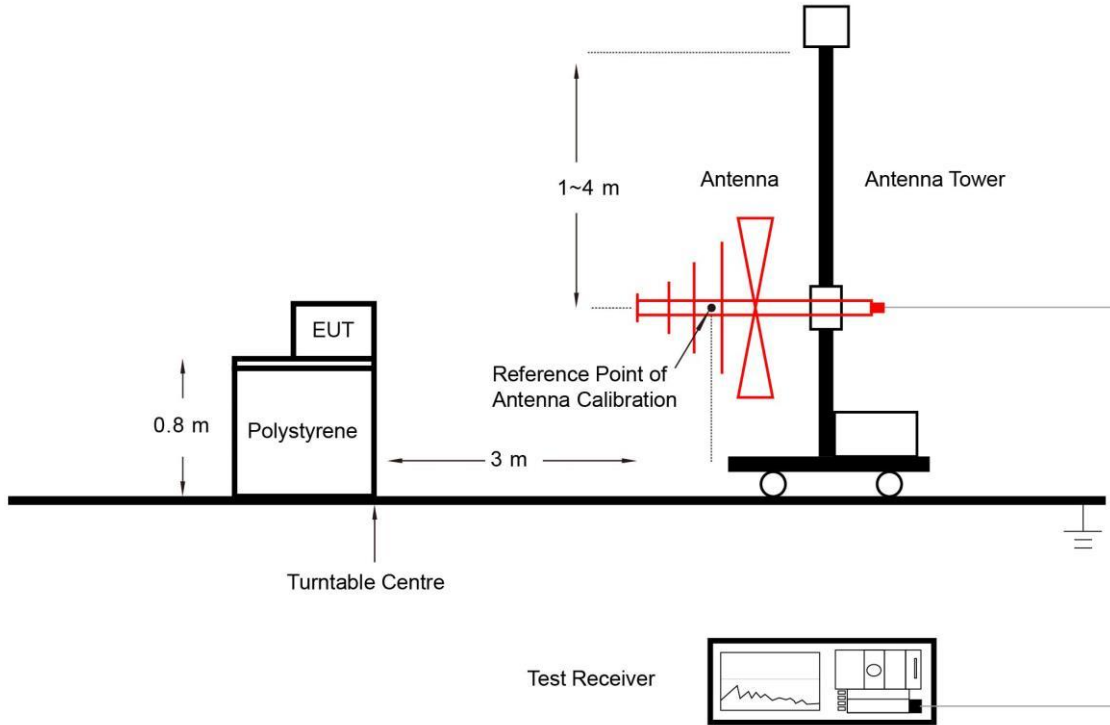 Antenna
Antenna Tower
1~4 m
EUT
Reference Point of
Antenna Calibration
0.8 m
Polystyrene
3 m
Turntable Centre
Test Receiver